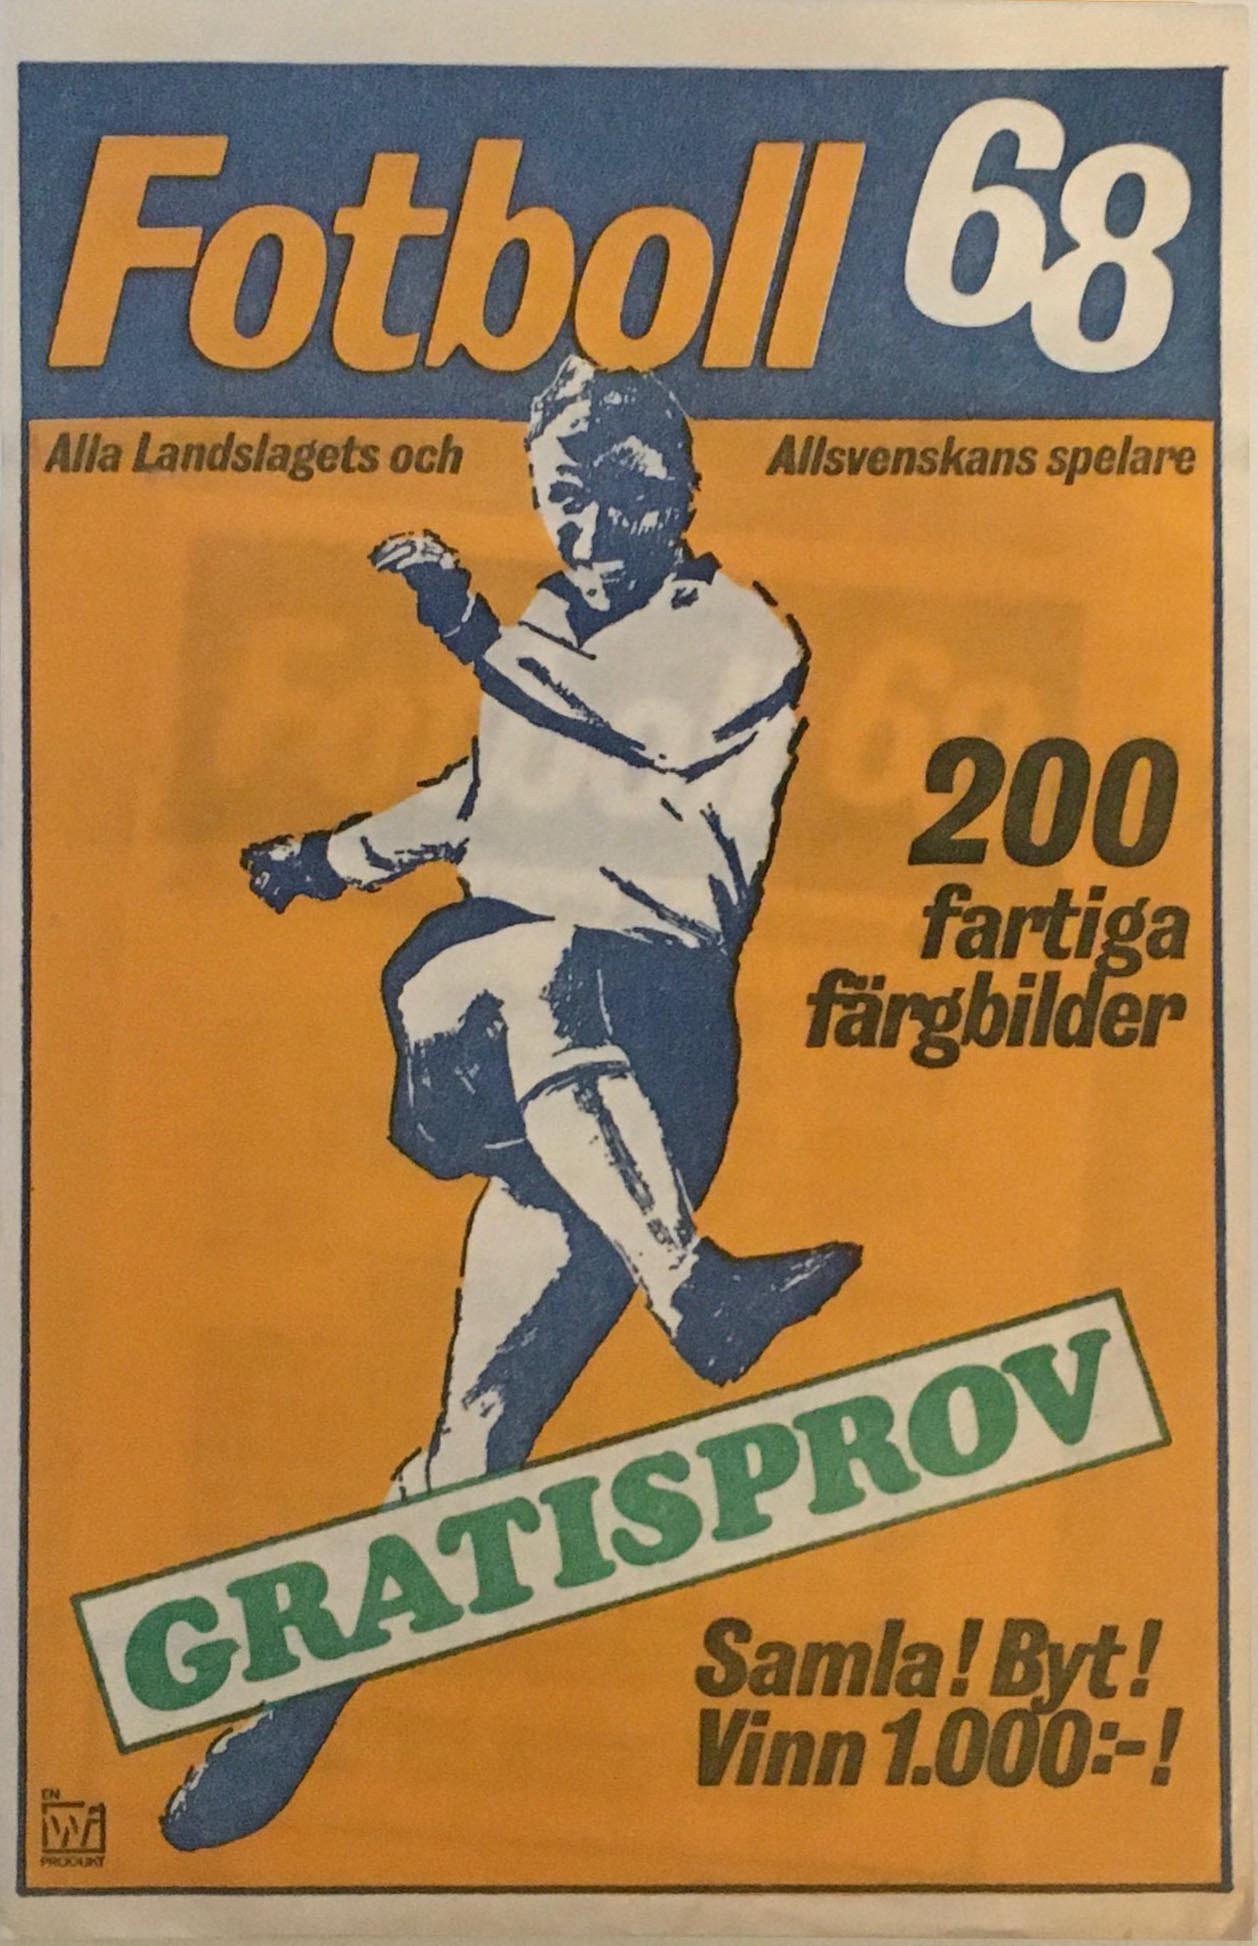 Fotboll 68
Alla Landslagets och Allsvenskans spelare
200
fartiga
färgbilder
GRATISPROV
Samla! Byt!
Vinn 1.000:-!
EN
Wi
PRODUKT